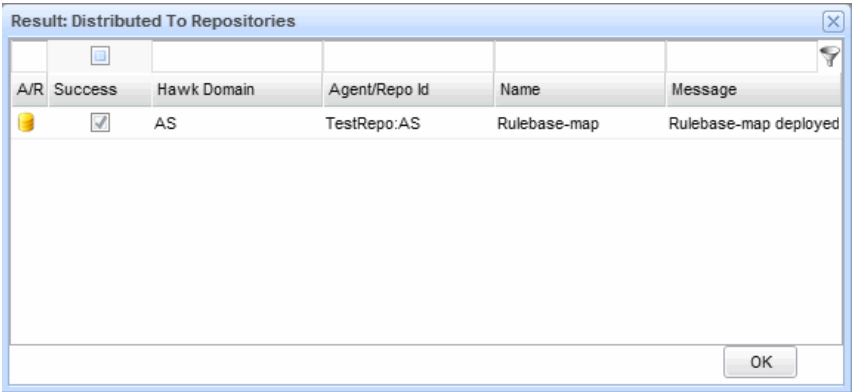 Result: Distributed To Repositories
A/R Success Hawk Domain Agent/Repo Id Name Message
AS TestRepo:AS Rulebase-map Rulebase-map deployed
OK